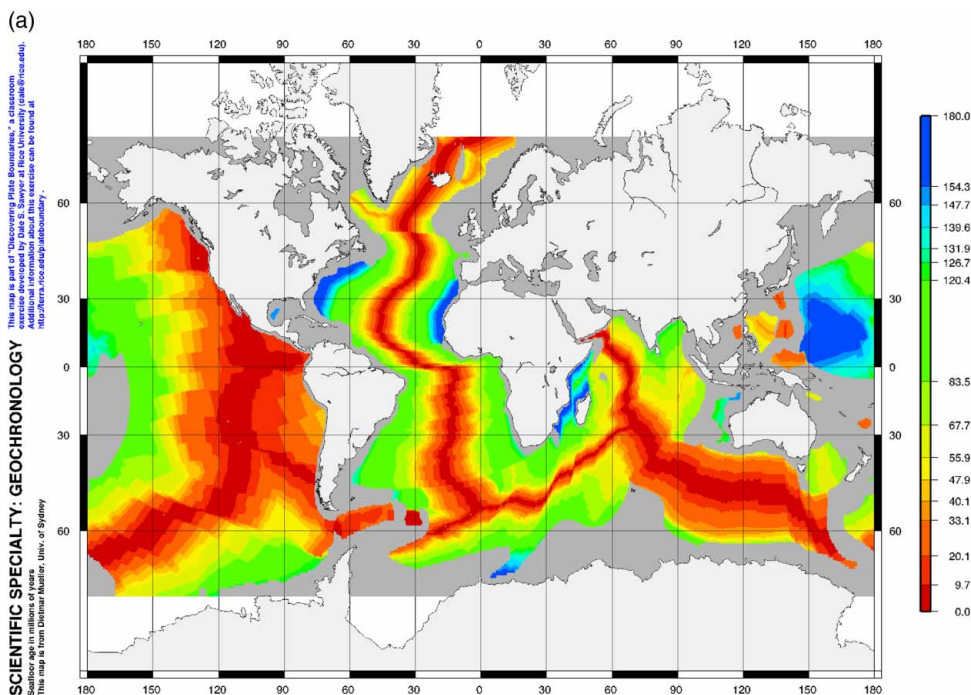 (a)
SCIENTIFIC SPECIALTY: GEOCHRONOLOGY
Seafloor age in millions of years
This map is from Dietmar Mueller, Univ. of Sydney
This map is part of "Discovering Plate Boundaries," a classroom
exercise developed by Dale S. Sawyer at Rice University (dale@rice.edu).
Additional information about this exercise can be found at
http://terra.rice.edu/plateboundary .
180 150 120 90 60 30 0 30 60 90 120 150 180
60 60
30 30
0 0
30 30
60 60
180 150 120 90 60 30 0 30 60 90 120 150 180
180.0
154.3
147.7
131.9
126.7
120.4
83.5
67.7
55.9
47.9
40.1
33.1
20.1
9.7
0.0